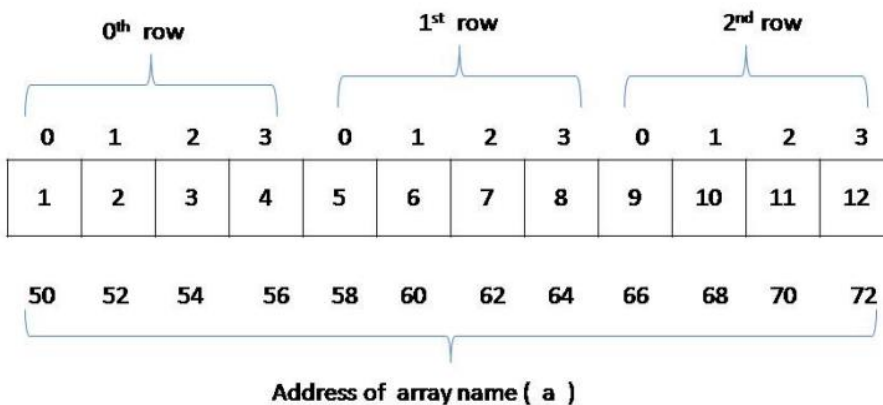 0th row 1st row 2nd row
0 1 2 3 0 1 2 3 0 1 2 3
1 2 3 4 5 6 7 8 9 10 11 12
50 52 54 56 58 60 62 64 66 68 70 72
Address of array name ( a )